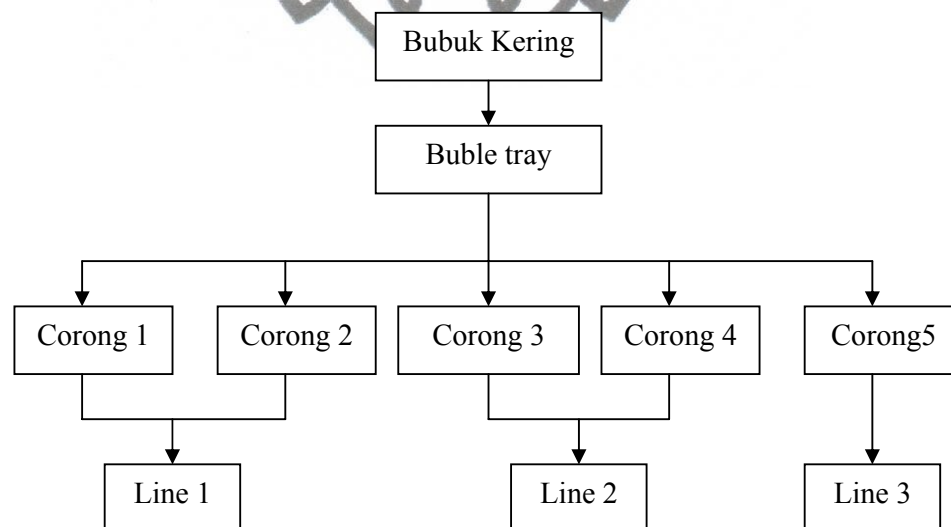 Bubuk Kering
Buble tray
Corong 1
Corong 2
Corong 3
Corong 4
Corong5
Line 1
Line 2
Line 3